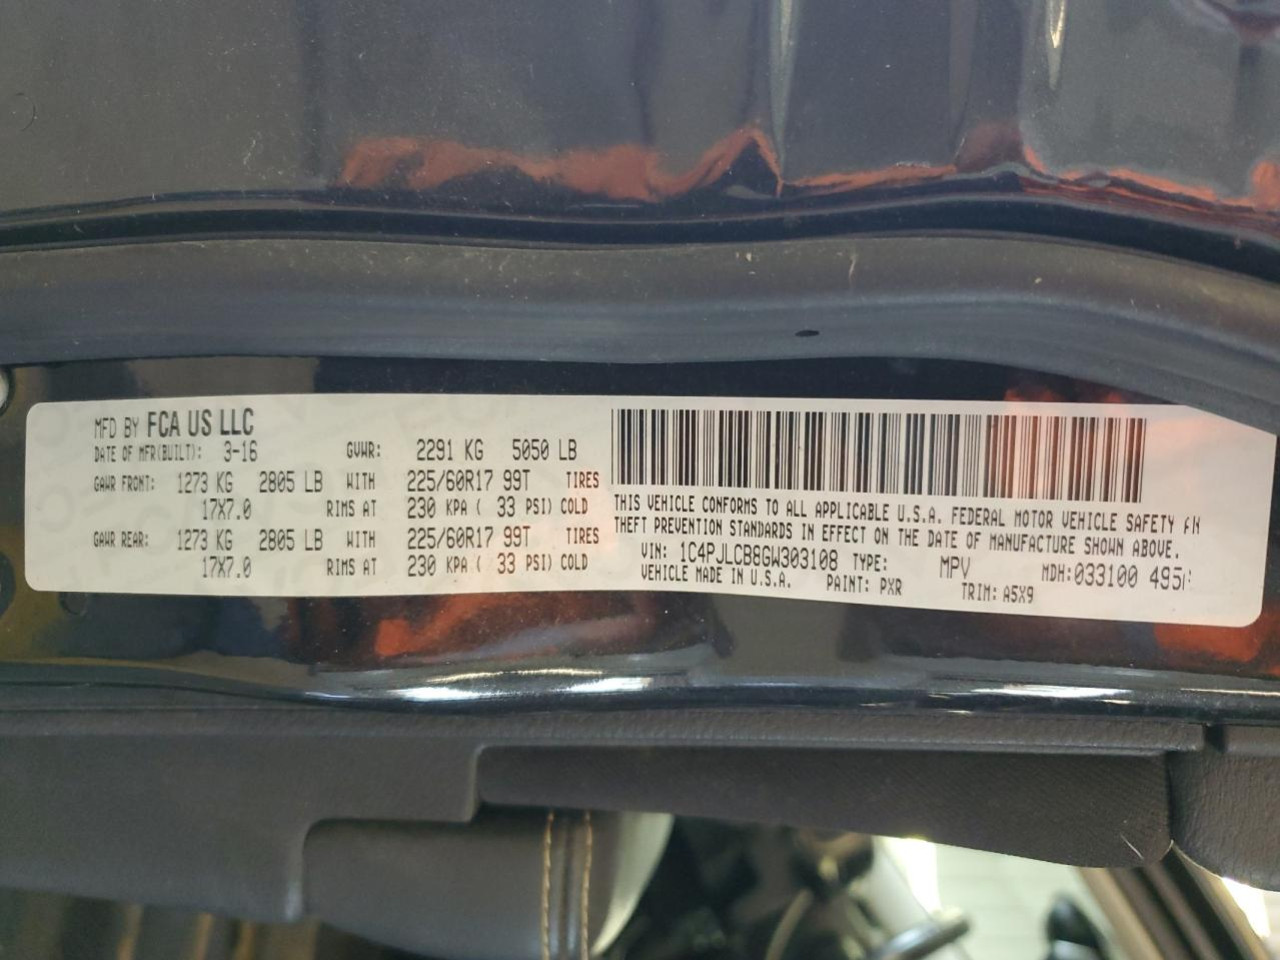 MFD BY FCA US LLC
DATE OF MFR(BUILT): 3-16 GVWR: 2291 KG 5050 LB
GAWR FRONT: 1273 KG 2805 LB WITH 225/60R17 99T TIRES
17X7.0 RIMS AT 230 KPA ( 33 PSI) COLD
GAWR REAR: 1273 KG 2805 LB WITH 225/60R17 99T TIRES
17X7.0 RIMS AT 230 KPA ( 33 PSI) COLD
THIS VEHICLE CONFORMS TO ALL APPLICABLE U.S.A. FEDERAL MOTOR VEHICLE SAFETY
THEFT PREVENTION STANDARDS IN EFFECT ON THE DATE OF MANUFACTURE SHOWN ABOVE.
VIN: 1C4PJLCB8GW303108 TYPE: MPV MDH:033100 495
VEHICLE MADE IN U.S.A. PAINT: PXR TRIM: A5X9